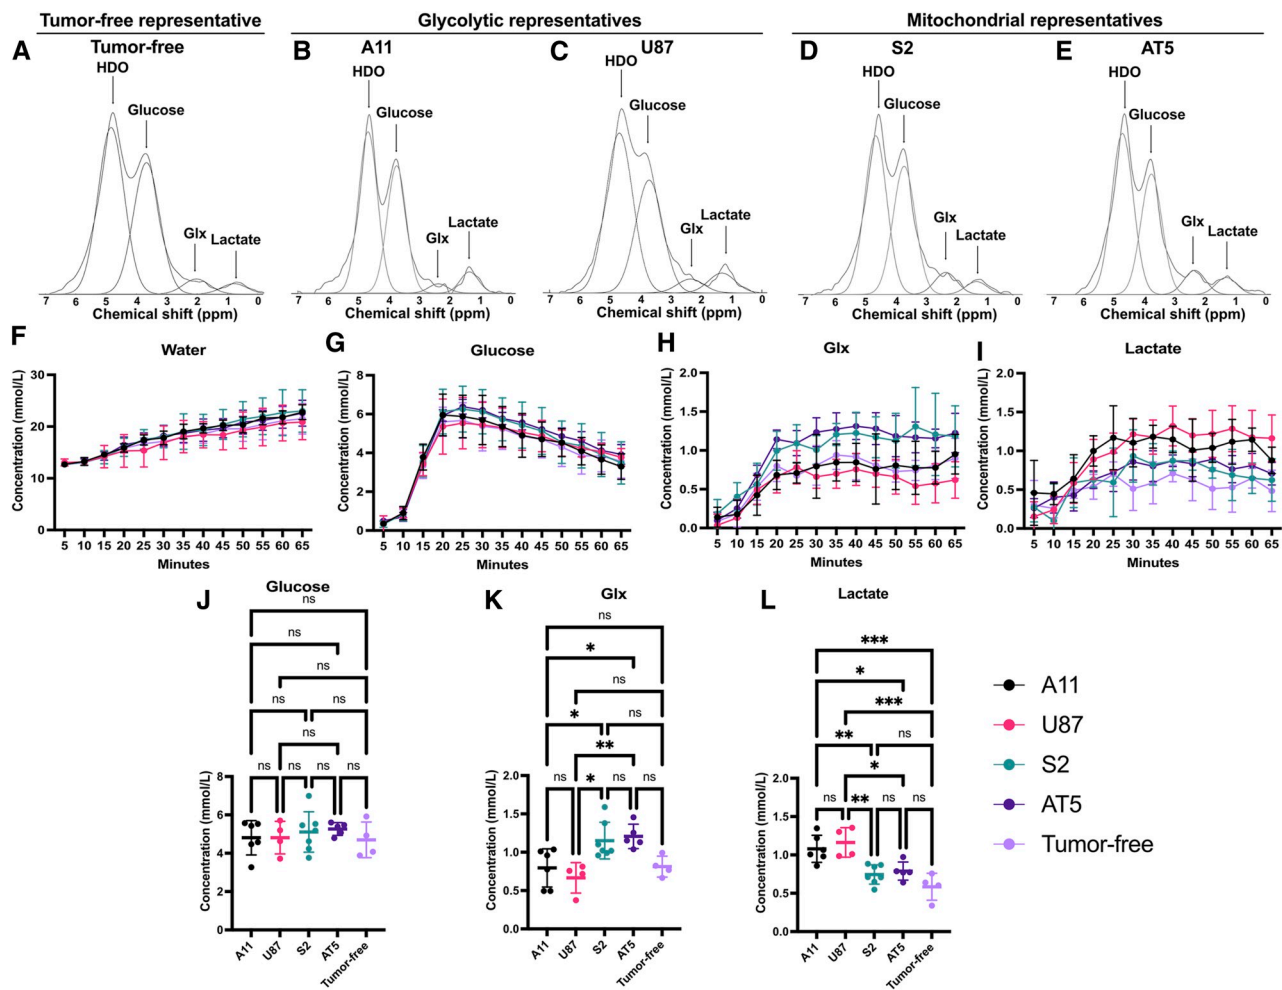 Tumor-free representative Glycolytic representatives Mitochondrial representatives
A Tumor-free B A11 C U87 D S2 E AT5
HDO HDO HDO HDO HDO
Glucose Glucose Glucose Glucose Glucose
Glx Lactate Glx Lactate Glx Lactate Glx Lactate Glx Lactate
7 6 5 4 3 2 1 0 7 6 5 4 3 2 1 0 7 6 5 4 3 2 1 0 7 6 5 4 3 2 1 0 7 6 5 4 3 2 1 0
Chemical shift (ppm) Chemical shift (ppm) Chemical shift (ppm) Chemical shift (ppm) Chemical shift (ppm)
F Water
Concentration (mmol/L)
30
20
10
0
5 10 15 20 25 30 35 40 45 50 55 60 65
Minutes
G Glucose
Concentration (mmol/L)
8
6
4
2
0
5 10 15 20 25 30 35 40 45 50 55 60 65
Minutes
H Glx
Concentration (mmol/L)
2.0
1.5
1.0
0.5
0.0
5 10 15 20 25 30 35 40 45 50 55 60 65
Minutes
I Lactate
Concentration (mmol/L)
2.0
1.5
1.0
0.5
0.0
5 10 15 20 25 30 35 40 45 50 55 60 65
Minutes
J Glucose
ns
ns
ns
ns ns
ns
ns ns ns ns
Concentration (mmol/L)
8
6
4
2
0
A11 U87 S2 AT5 Tumor-free
K Glx
ns
*
ns
* ns
**
ns * ns ns
Concentration (mmol/L)
2.0
1.5
1.0
0.5
0.0
A11 U87 S2 AT5 Tumor-free
L Lactate
***
*
***
** ns
*
ns ** ns ns
Concentration (mmol/L)
2.0
1.5
1.0
0.5
0.0
A11 U87 S2 AT5 Tumor-free
A11
U87
S2
AT5
Tumor-free